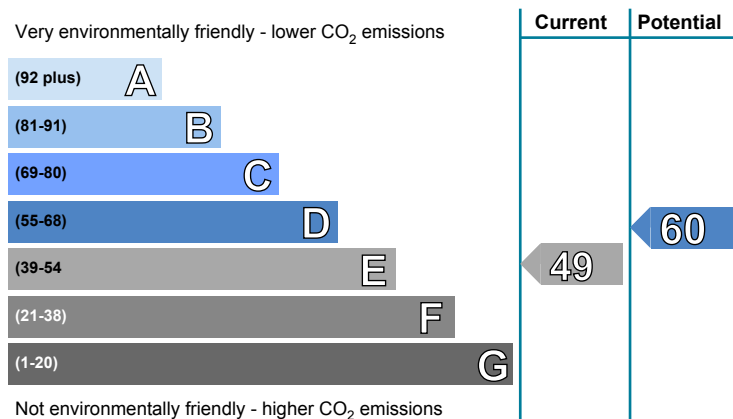 Very environmentally friendly - lower CO₂ emissions
Current
Potential
(92 plus) A
(81-91) B
(69-80) C
(55-68) D
60
(39-54 E
49
(21-38) F
(1-20) G
Not environmentally friendly - higher CO₂ emissions